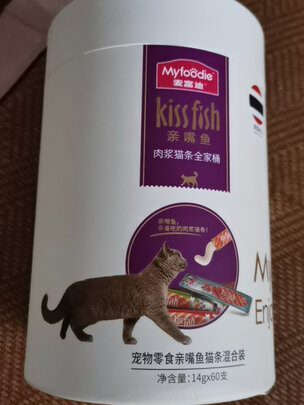 Myfoodie
麦富迪
kissfish
亲嘴鱼
肉浆猫条全家桶
亲嘴鱼,
宠物零食亲嘴鱼猫条混合装
净含量:14gx60支